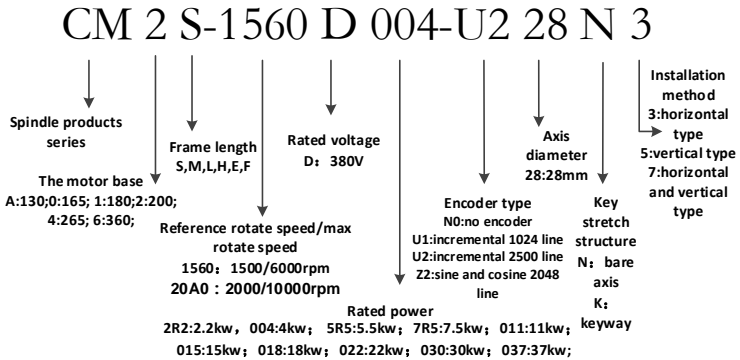 CM 2 S-1560 D 004-U2 28 N 3
Spindle products
series
The motor base
A:130;0:165; 1:180;2:200;
4:265; 6:360;
Frame length
S,M,L,H,E,F
Reference rotate speed/max
rotate speed
1560：1500/6000rpm
20A0：2000/10000rpm
Rated voltage
D：380V
Rated power
2R2:2.2kw，004:4kw；5R5:5.5kw；7R5:7.5kw；011:11kw；
015:15kw；018:18kw；022:22kw；030:30kw；037:37kw;
Encoder type
N0:no encoder
U1:incremental 1024 line
U2:incremental 2500 line
Z2:sine and cosine 2048
line
Axis
diameter
28:28mm
Key
stretch
structure
N：bare
axis
K：
keyway
Installation
method
3:horizontal
type
5:vertical type
7:horizontal
and vertical
type